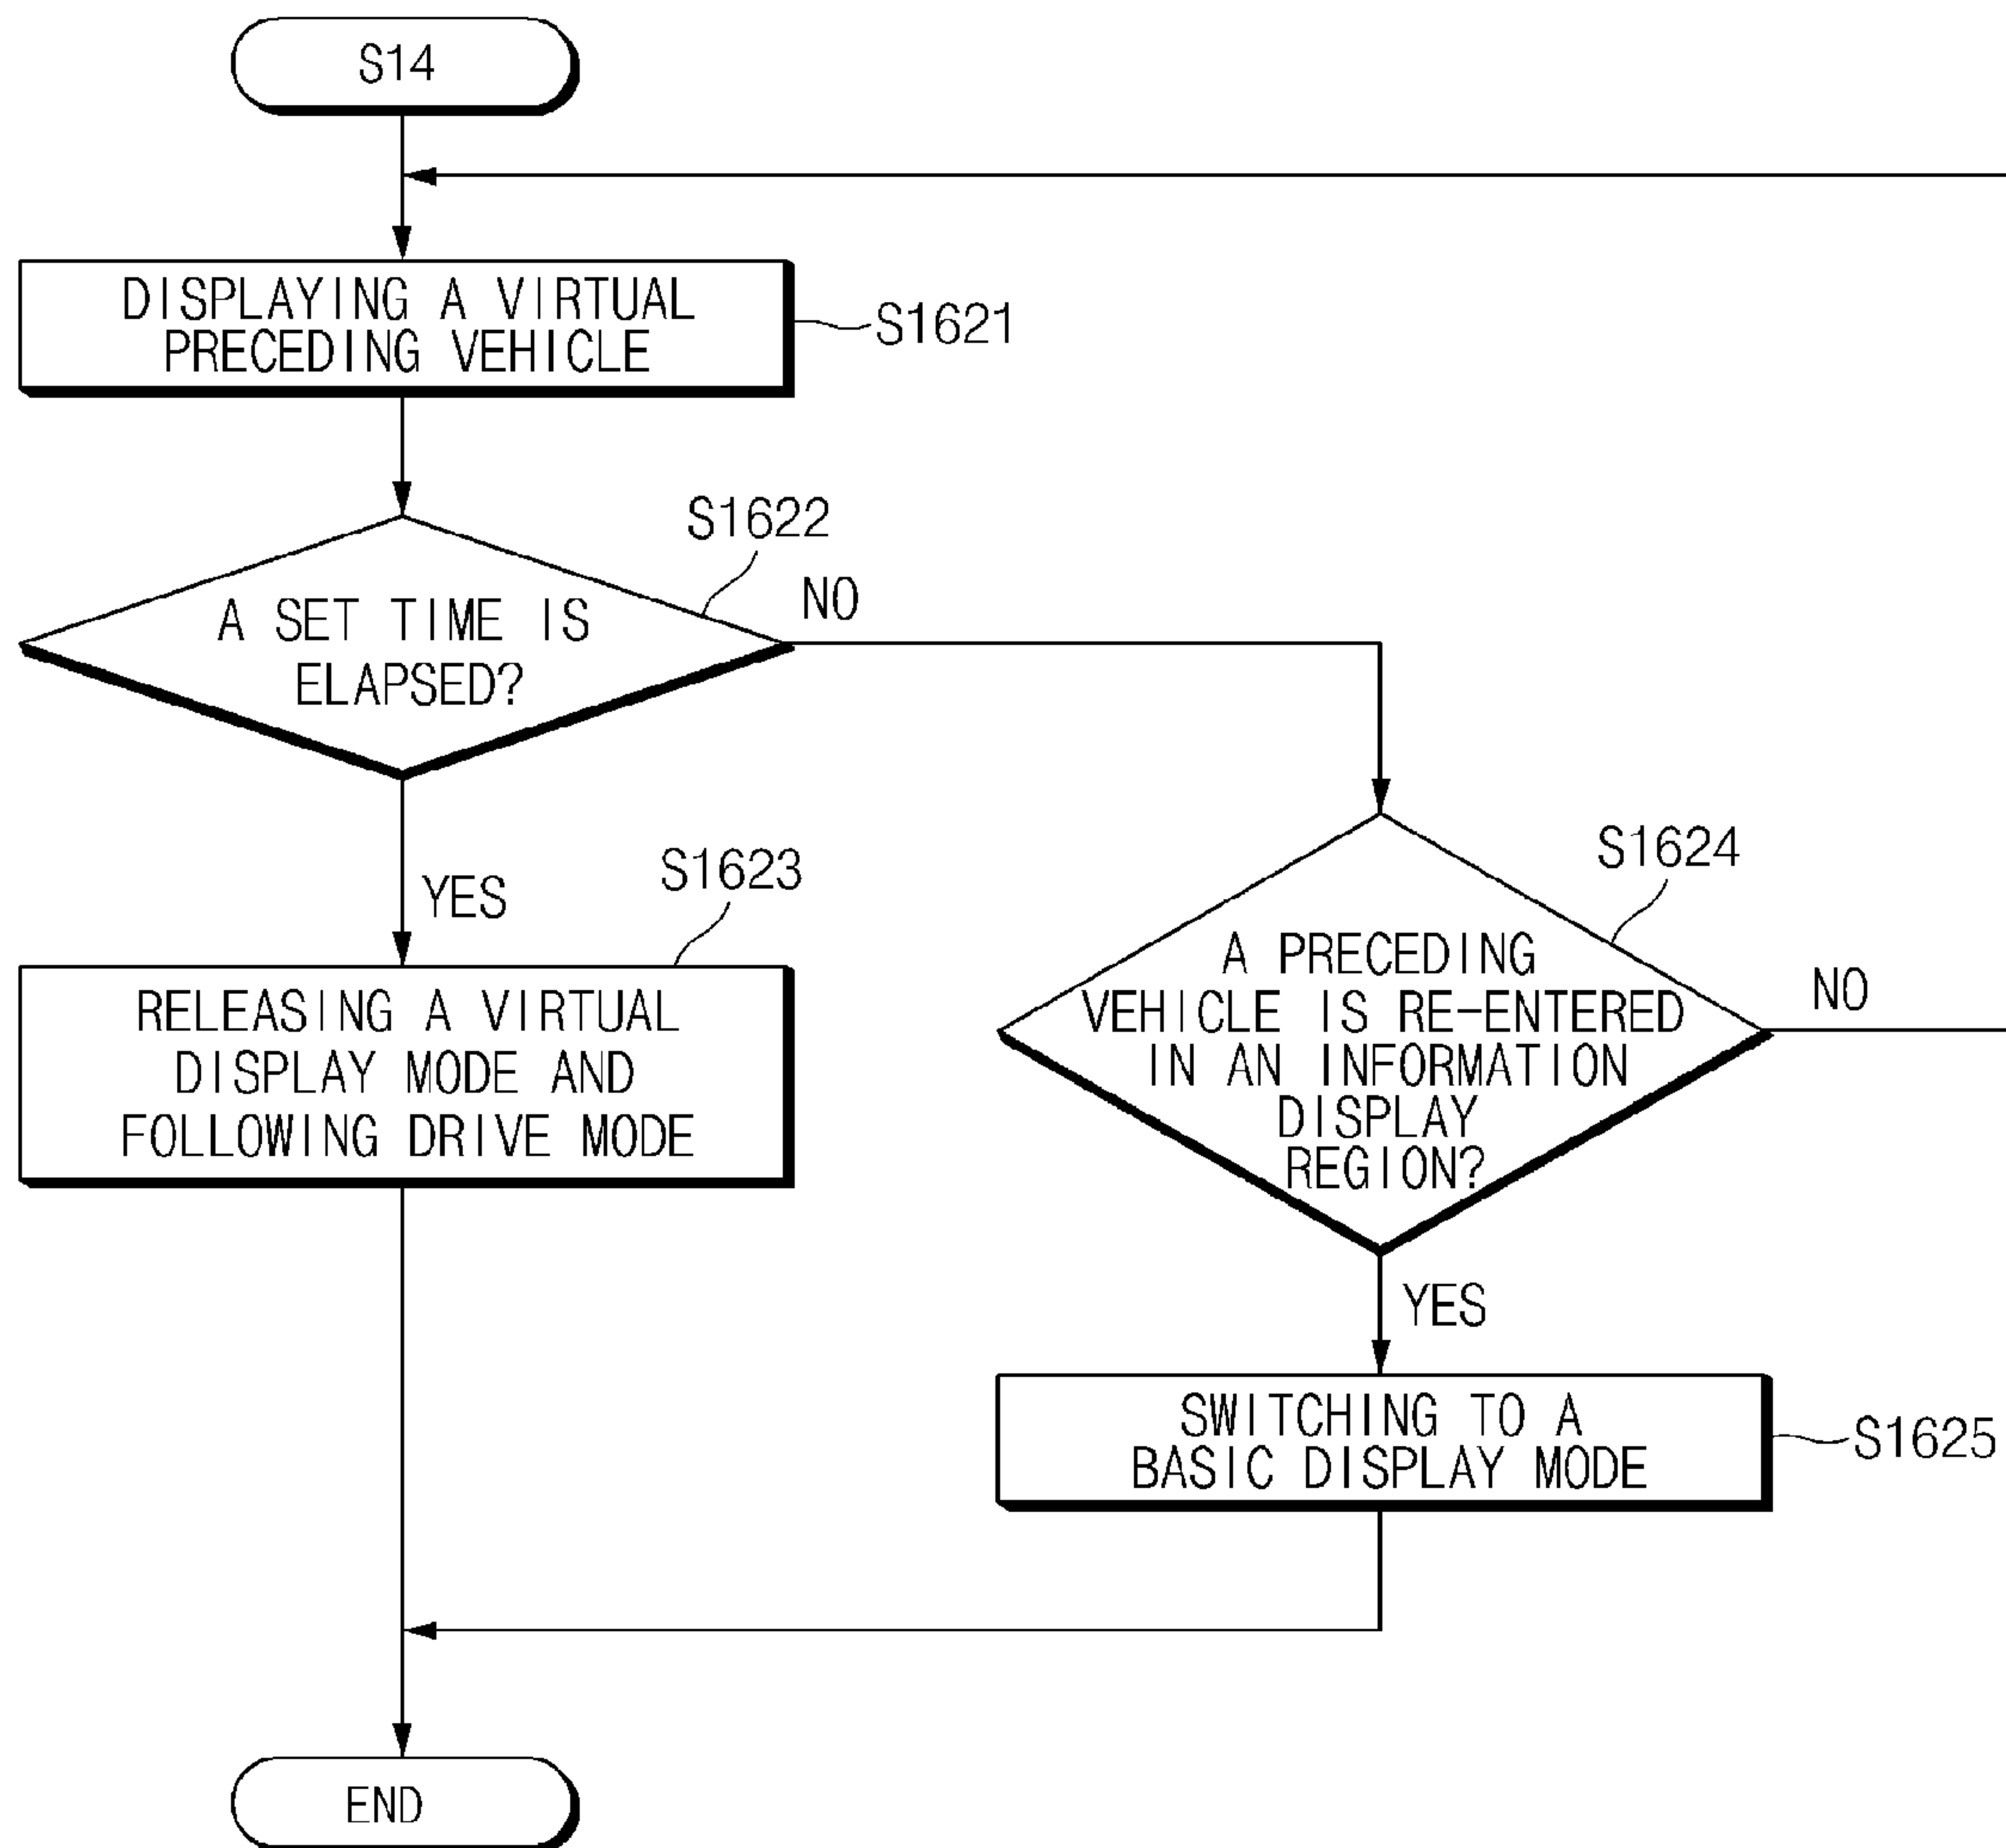 S14
DISPLAYING A VIRTUAL
PRECEDING VEHICLE
S1621
S1622
A SET TIME IS
ELAPSED?
NO
YES
S1623
RELEASING A VIRTUAL
DISPLAY MODE AND
FOLLOWING DRIVE MODE
S1624
A PRECEDING
VEHICLE IS RE-ENTERED
IN AN INFORMATION
DISPLAY
REGION?
NO
YES
SWITCHING TO A
BASIC DISPLAY MODE
S1625
END